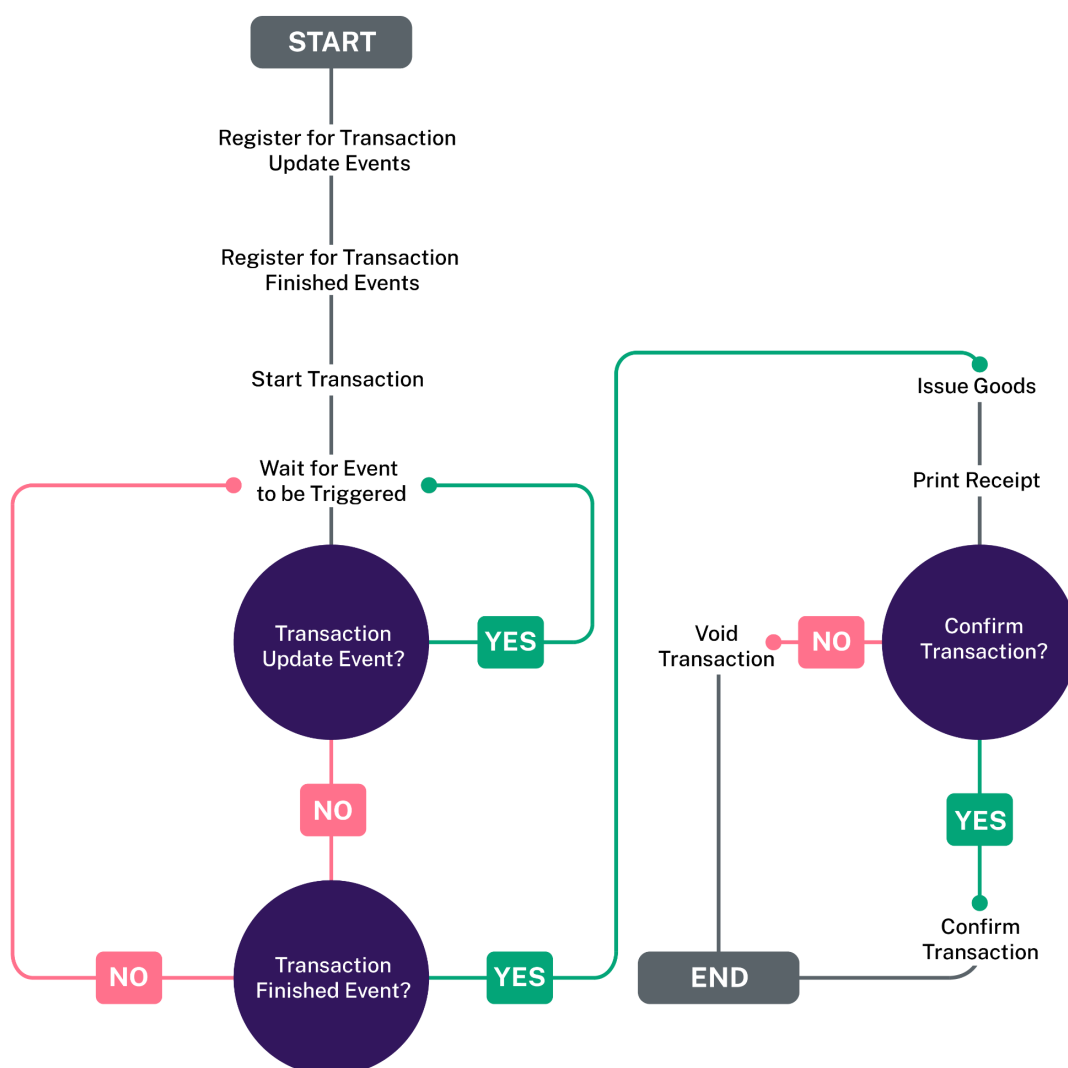 START
Register for Transaction
Update Events
Register for Transaction
Finished Events
Start Transaction
Wait for Event
to be Triggered
Transaction
Update Event?
YES
NO
Transaction
Finished Event?
NO
YES
Issue Goods
Print Receipt
Confirm
Transaction?
NO
Void
Transaction
YES
Confirm
Transaction
END